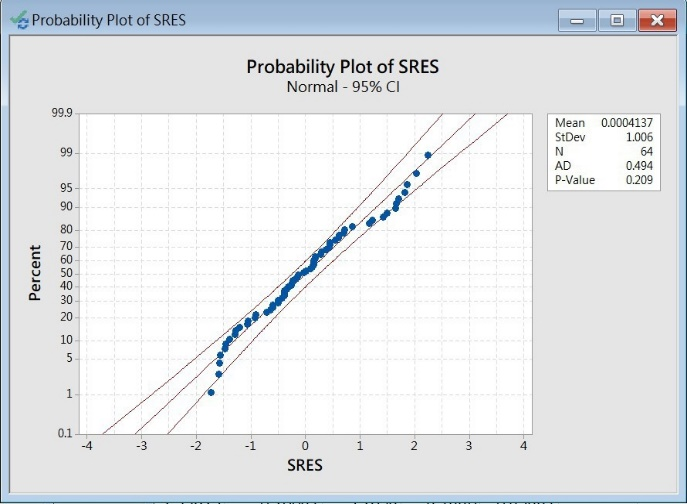 Probability Plot of SRES
Probability Plot of SRES
Normal - 95% CI
Mean 0.0004137
StDev 1.006
N 64
AD 0.494
P-Value 0.209
99.9
99
95
90
80
70
60
50
40
30
20
10
5
1
0.1
Percent
-4 -3 -2 -1 0 1 2 3 4
SRES